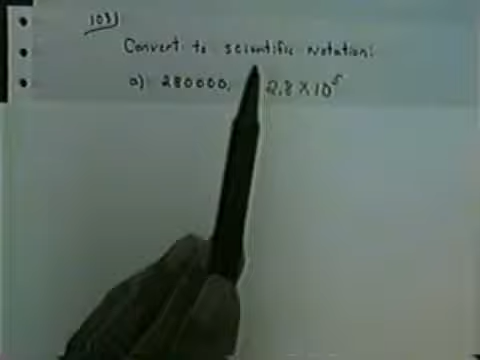 103)
Convert to scientific notation:
a) 280000. 2.8 X 10⁵